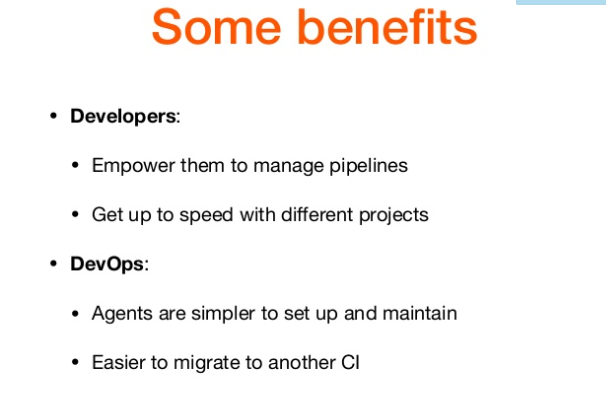 Some benefits
• Developers:
• Empower them to manage pipelines
• Get up to speed with different projects
• DevOps:
• Agents are simpler to set up and maintain
• Easier to migrate to another CI